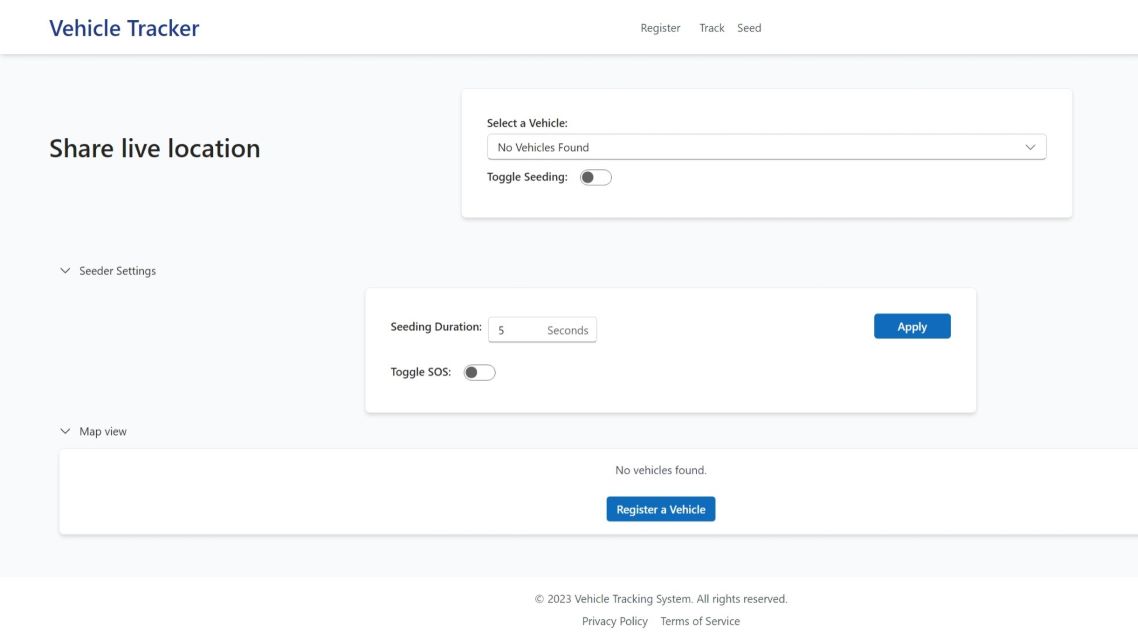 Vehicle Tracker
Register Track Seed
Share live location
Select a Vehicle:
No Vehicles Found
Toggle Seeding:
Seeder Settings
Seeding Duration: 5 Seconds Apply
Toggle SOS:
Map view
No vehicles found.
Register a Vehicle
© 2023 Vehicle Tracking System. All rights reserved.
Privacy Policy Terms of Service